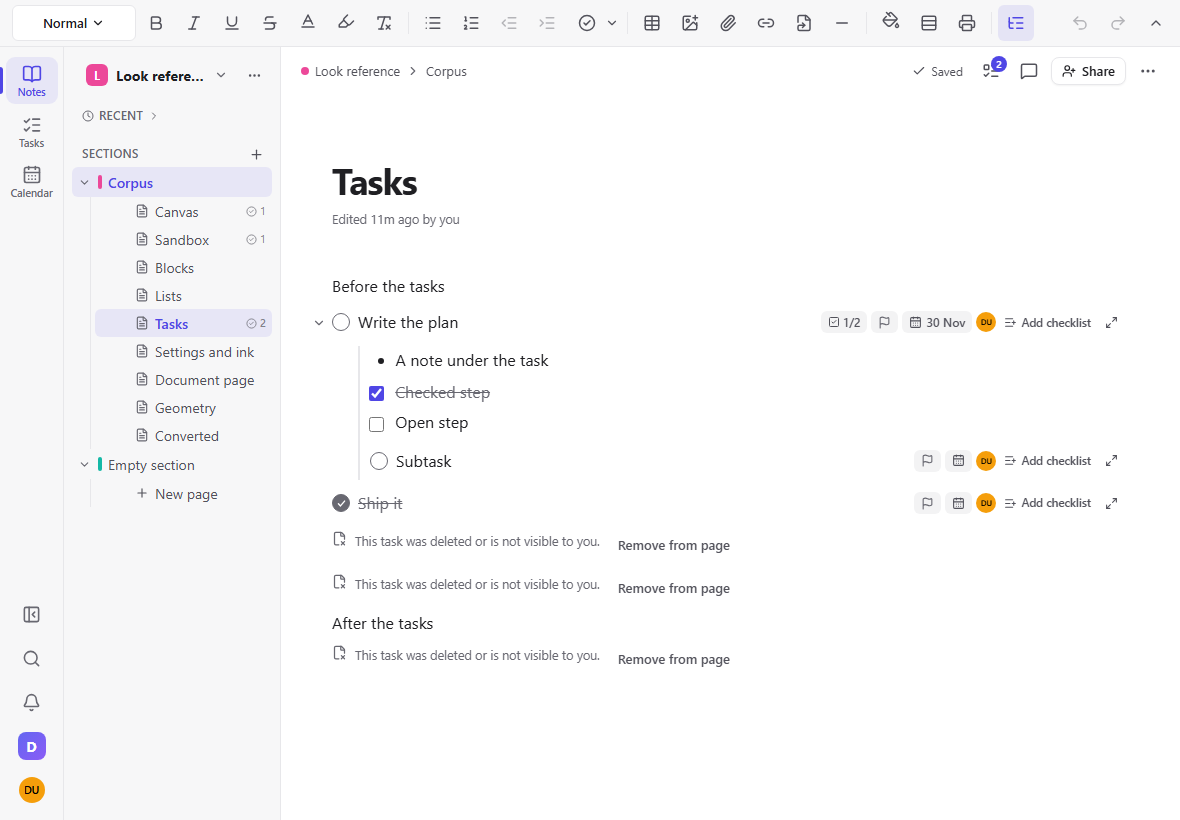 Normal
Notes
Tasks
Calendar
D
DU
L Look refere...
RECENT
SECTIONS
Corpus
Canvas 1
Sandbox 1
Blocks
Lists
Tasks 2
Settings and ink
Document page
Geometry
Converted
Empty section
New page
Look reference > Corpus
Saved
2
Share
Tasks
Edited 11m ago by you
Before the tasks
Write the plan 1/2 30 Nov DU Add checklist
A note under the task
Checked step
Open step
Subtask DU Add checklist
Ship it DU Add checklist
This task was deleted or is not visible to you. Remove from page
This task was deleted or is not visible to you. Remove from page
After the tasks
This task was deleted or is not visible to you. Remove from page